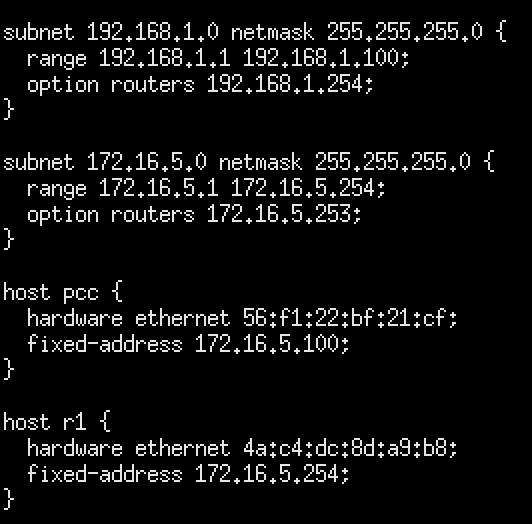 subnet 192.168.1.0 netmask 255.255.255.0 {
  range 192.168.1.1 192.168.1.100;
  option routers 192.168.1.254;
}

subnet 172.16.5.0 netmask 255.255.255.0 {
  range 172.16.5.1 172.16.5.254;
  option routers 172.16.5.253;
}

host pcc {
  hardware ethernet 56:f1:22:bf:21:cf;
  fixed-address 172.16.5.100;
}

host r1 {
  hardware ethernet 4a:c4:dc:8d:a9:b8;
  fixed-address 172.16.5.254;
}